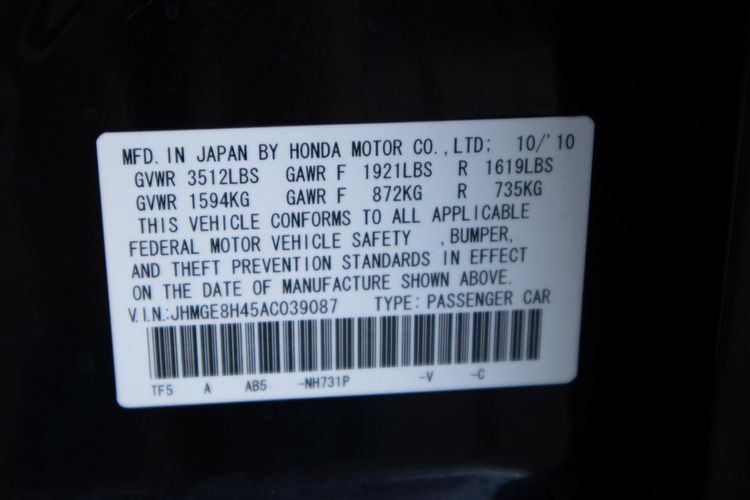 MFD. IN JAPAN BY HONDA MOTOR CO.,LTD; 10/'10
GVWR 3512LBS GAWR F 1921LBS R 1619LBS
GVWR 1594KG GAWR F 872KG R 735KG
THIS VEHICLE CONFORMS TO ALL APPLICABLE
FEDERAL MOTOR VEHICLE SAFETY ,BUMPER,
AND THEFT PREVENTION STANDARDS IN EFFECT
ON THE DATE OF MANUFACTURE SHOWN ABOVE.
V.I.N.:JHMGE8H45AC039087 TYPE: PASSENGER CAR
TF5 A AB5 -NH731P -V -C